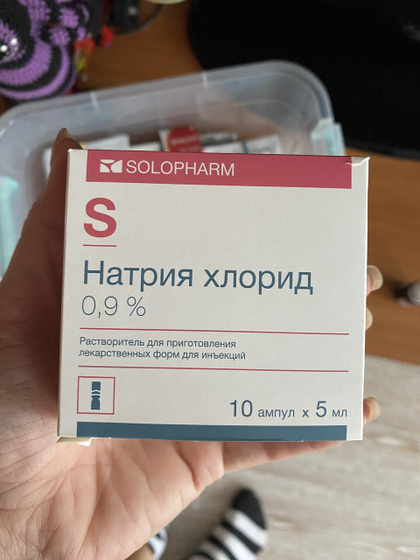 SOLOPHARM
S
Натрия хлорид
0,9 %
Растворитель для приготовления
лекарственных форм для инъекций
10 ампул x 5 мл